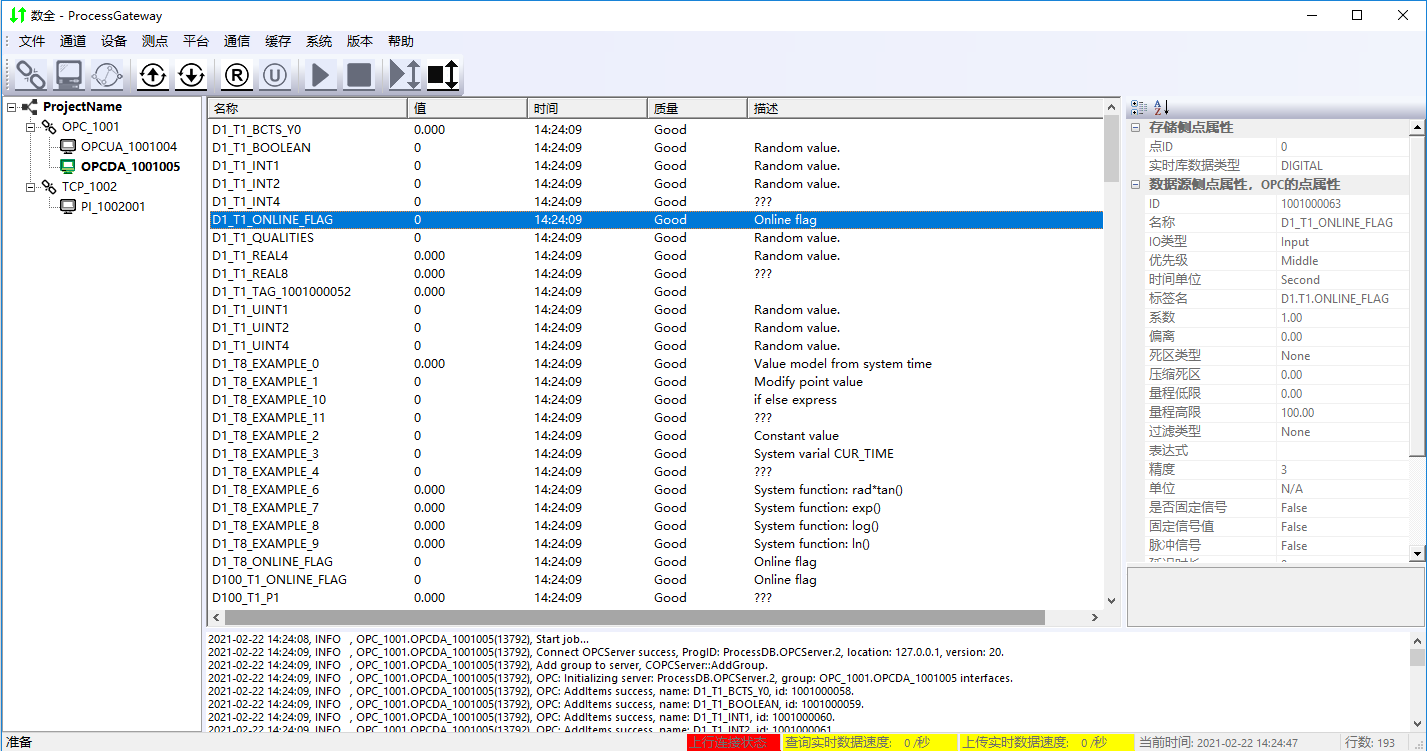 数全 - ProcessGateway
文件 通道 设备 测点 平台 通信 缓存 系统 版本 帮助
R U
ProjectName
OPC_1001
OPCUA_1001004
OPCDA_1001005
TCP_1002
PI_1002001
名称 值 时间 质量 描述
D1_T1_BCTS_Y0 0.000 14:24:09 Good
D1_T1_BOOLEAN 0 14:24:09 Good Random value.
D1_T1_INT1 0 14:24:09 Good Random value.
D1_T1_INT2 0 14:24:09 Good Random value.
D1_T1_INT4 0 14:24:09 Good ???
D1_T1_ONLINE_FLAG 0 14:24:09 Good Online flag
D1_T1_QUALITIES 0 14:24:09 Good Random value.
D1_T1_REAL4 0.000 14:24:09 Good Random value.
D1_T1_REAL8 0.000 14:24:09 Good ???
D1_T1_TAG_1001000052 0.000 14:24:09 Good
D1_T1_UINT1 0 14:24:09 Good Random value.
D1_T1_UINT2 0 14:24:09 Good Random value.
D1_T1_UINT4 0 14:24:09 Good Random value.
D1_T8_EXAMPLE_0 0.000 14:24:09 Good Value model from system time
D1_T8_EXAMPLE_1 0 14:24:09 Good Modify point value
D1_T8_EXAMPLE_10 0 14:24:09 Good if else express
D1_T8_EXAMPLE_11 0 14:24:09 Good ???
D1_T8_EXAMPLE_2 0 14:24:09 Good Constant value
D1_T8_EXAMPLE_3 0 14:24:09 Good System varial CUR_TIME
D1_T8_EXAMPLE_4 0 14:24:09 Good ???
D1_T8_EXAMPLE_6 0.000 14:24:09 Good System function: rad*tan()
D1_T8_EXAMPLE_7 0.000 14:24:09 Good System function: exp()
D1_T8_EXAMPLE_8 0.000 14:24:09 Good System function: log()
D1_T8_EXAMPLE_9 0.000 14:24:09 Good System function: ln()
D1_T8_ONLINE_FLAG 0 14:24:09 Good Online flag
D100_T1_ONLINE_FLAG 0 14:24:09 Good Online flag
D100_T1_P1 0.000 14:24:09 Good ???
存储侧点属性
点ID 0
实时库数据类型 DIGITAL
数据源侧点属性，OPC的点属性
ID 1001000063
名称 D1_T1_ONLINE_FLAG
IO类型 Input
优先级 Middle
时间单位 Second
标签名 D1.T1.ONLINE_FLAG
系数 1.00
偏离 0.00
死区类型 None
压缩死区 0.00
量程低限 0.00
量程高限 100.00
过滤类型 None
表达式
精度 3
单位 N/A
是否固定信号 False
固定信号值 False
脉冲信号 False
2021-02-22 14:24:08, INFO , OPC_1001.OPCDA_1001005(13792), Start job...
2021-02-22 14:24:09, INFO , OPC_1001.OPCDA_1001005(13792), Connect OPCServer success, ProgID: ProcessDB.OPCServer.2, location: 127.0.0.1, version: 20.
2021-02-22 14:24:09, INFO , OPC_1001.OPCDA_1001005(13792), Add group to server, COPCServer::AddGroup.
2021-02-22 14:24:09, INFO , OPC_1001.OPCDA_1001005(13792), OPC: Initializing server: ProcessDB.OPCServer.2, group: OPC_1001.OPCDA_1001005 interfaces.
2021-02-22 14:24:09, INFO , OPC_1001.OPCDA_1001005(13792), OPC: AddItems success, name: D1_T1_BCTS_Y0, id: 1001000058.
2021-02-22 14:24:09, INFO , OPC_1001.OPCDA_1001005(13792), OPC: AddItems success, name: D1_T1_BOOLEAN, id: 1001000059.
2021-02-22 14:24:09, INFO , OPC_1001.OPCDA_1001005(13792), OPC: AddItems success, name: D1_T1_INT1, id: 1001000060.
2021-02-22 14:24:09, INFO , OPC_1001.OPCDA_1001005(13792), OPC: AddItems success, name: D1_T1_INT2, id: 1001000061
准备 上行连接状态 查询实时数据速度: 0 /秒 上传实时数据速度: 0 /秒 当前时间: 2021-02-22 14:24:47 行数: 193